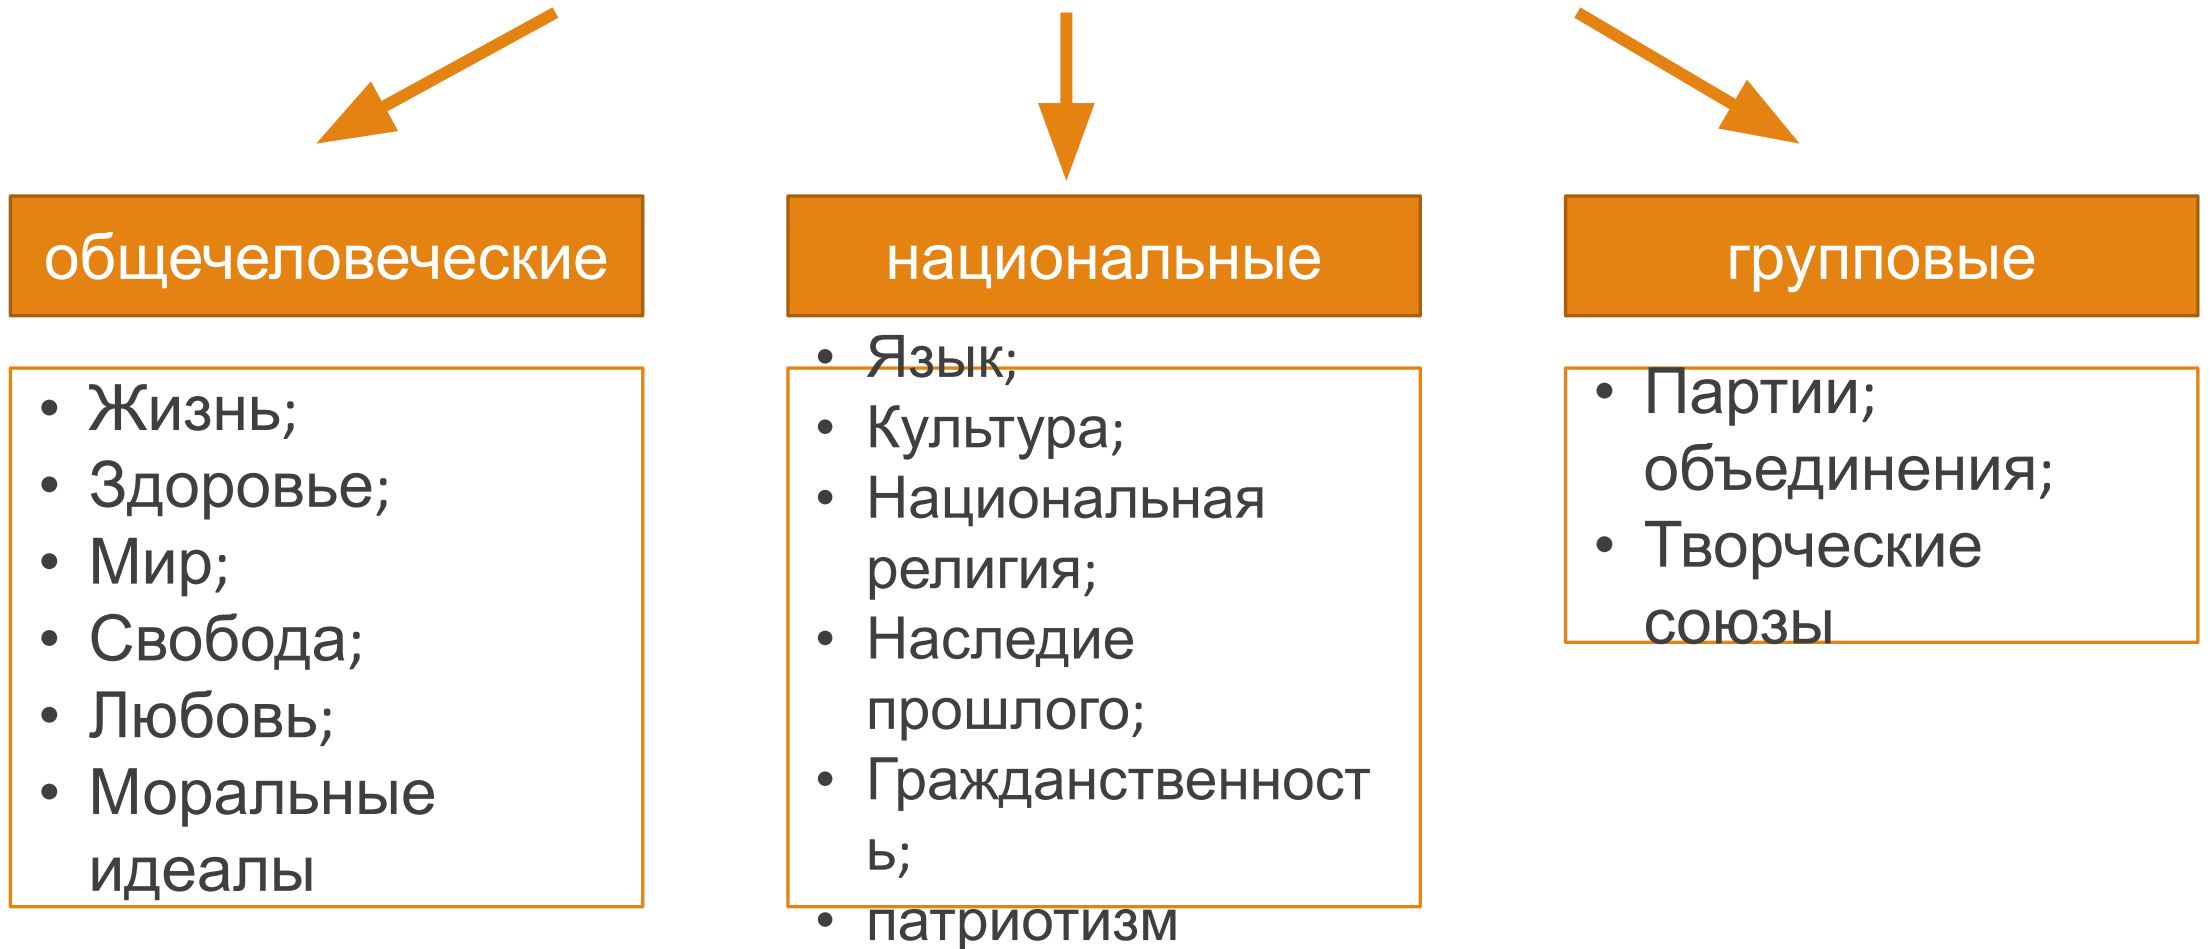 общечеловеческие
• Жизнь;
• Здоровье;
• Мир;
• Свобода;
• Любовь;
• Моральные
идеалы
национальные
• Язык;
• Культура;
• Национальная
религия;
• Наследие
прошлого;
• Гражданственност
ь;
• патриотизм
групповые
• Партии;
объединения;
• Творческие
союзы